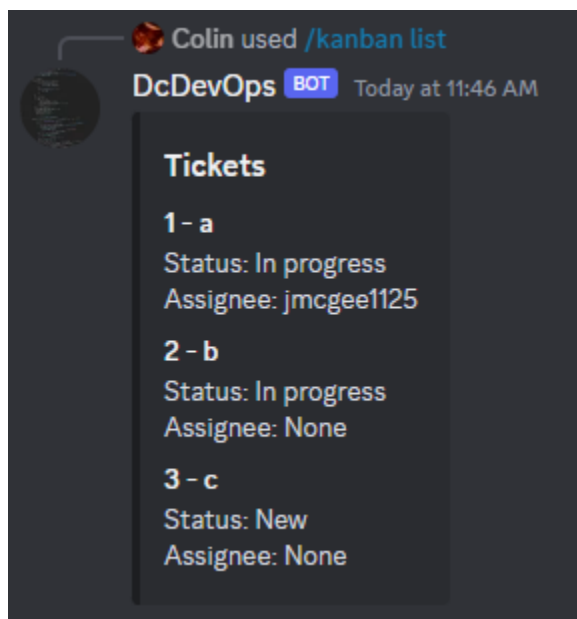 Colin used /kanban list
DcDevOps BOT Today at 11:46 AM
Tickets
1 - a
Status: In progress
Assignee: jmcgee1125
2 - b
Status: In progress
Assignee: None
3 - c
Status: New
Assignee: None